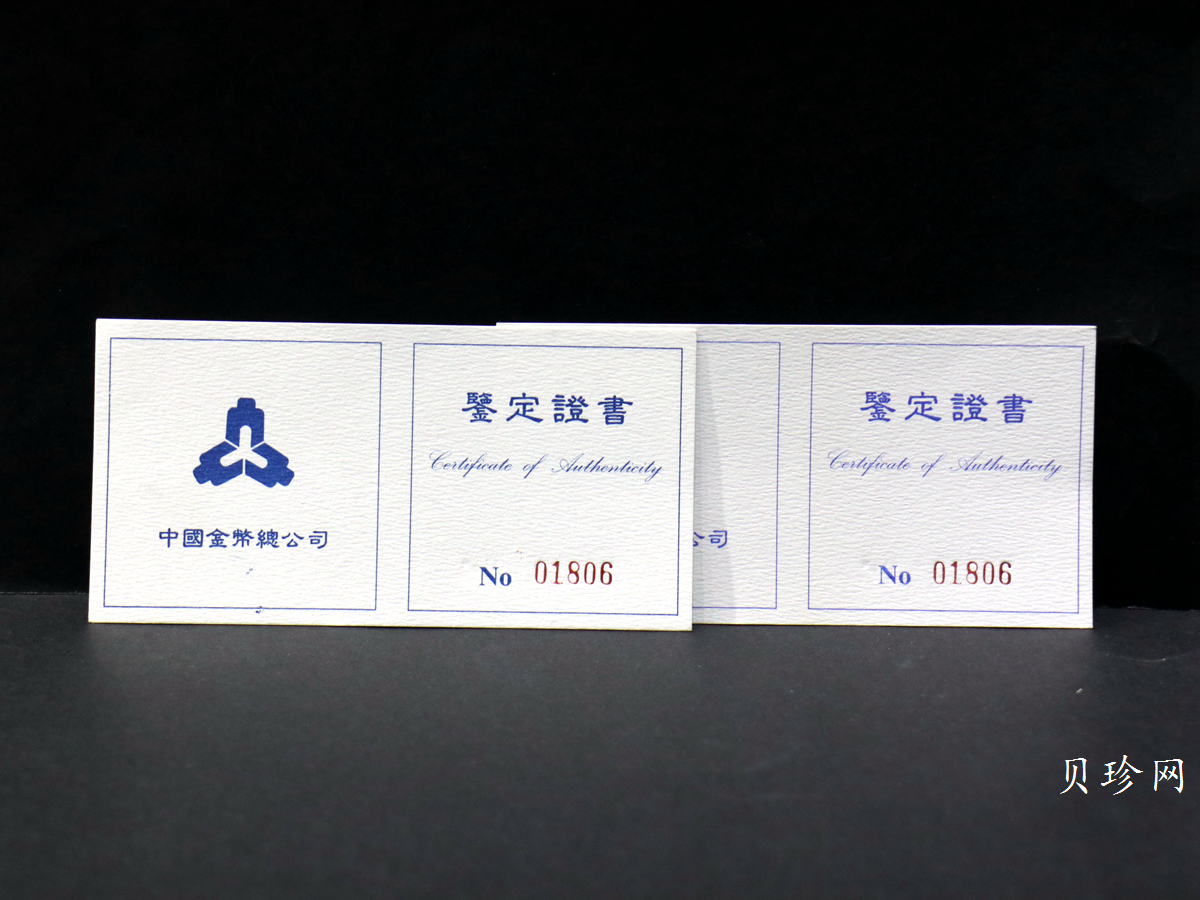 中國金幣總公司
鑒定證書
Certificate of Authenticity
No 01806
公司
鑒定證書
Certificate of Authenticity
No 01806
贝珍网